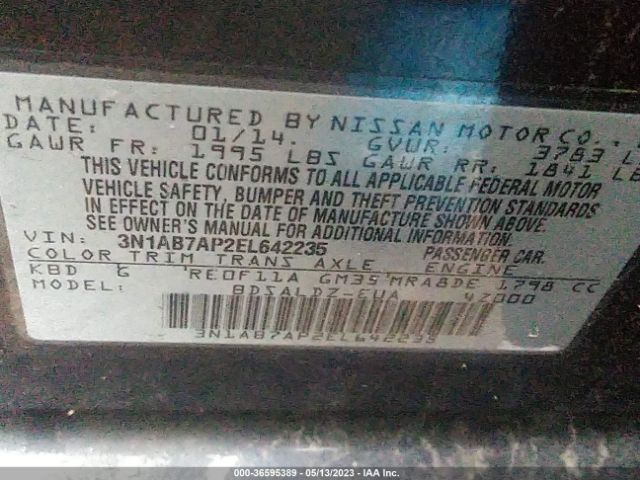 MANUFACTURED BY NISSAN MOTOR CO.,
DATE: 01/14. GVWR: 3783
GAWR FR: 1995 LBS GAWR RR: 1841 LB
THIS VEHICLE CONFORMS TO ALL APPLICABLE FEDERAL MOTOR
VEHICLE SAFETY, BUMPER AND THEFT PREVENTION STANDARDS
IN EFFECT ON THE DATE OF MANUFACTURE SHOWN ABOVE.
SEE OWNER'S MANUAL FOR ADDITIONAL INFORMATION.
VIN: 3N1AB7AP2EL642235 PASSENGER CAR.
COLOR TRIM TRANS AXLE ENGINE
KBD G RE0F11A GM35 MRA8DE 1798 CC
MODEL: BDSALDZ-EUA 42000
3N1AB7AP2EL642235
000-36595389 — 05/13/2023 — IAA Inc.